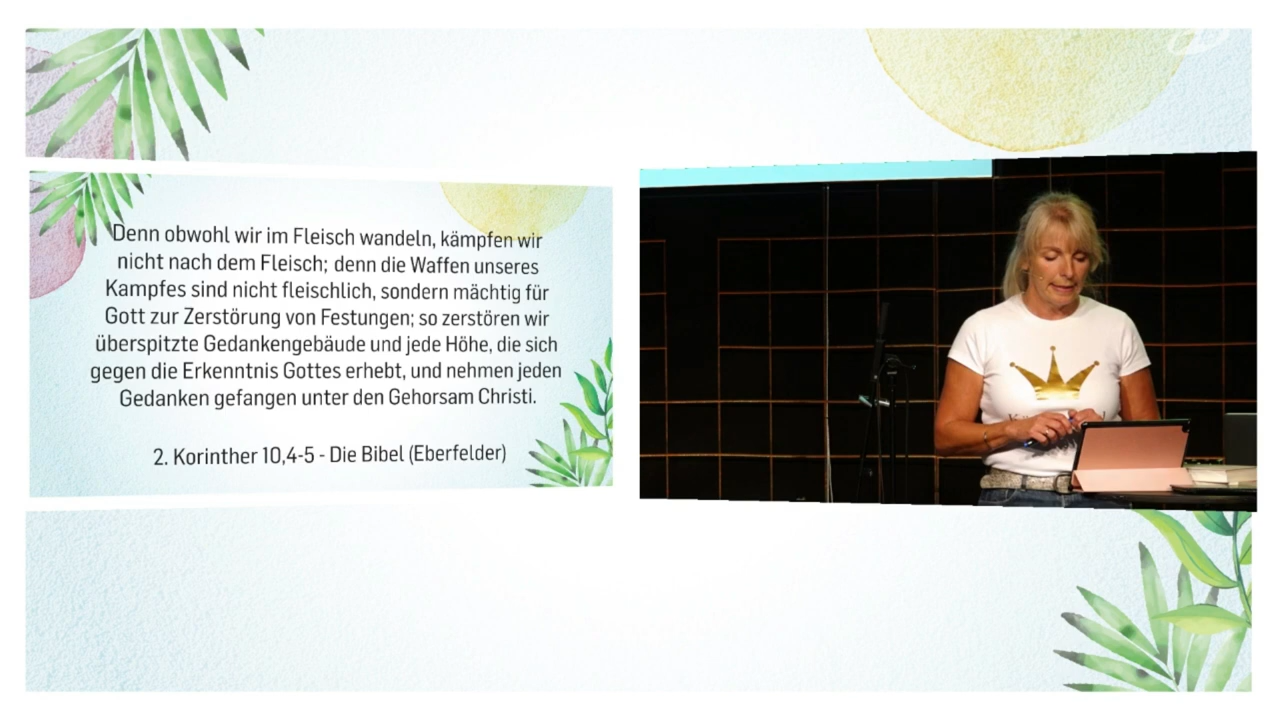 Denn obwohl wir im Fleisch wandeln, kämpfen wir
nicht nach dem Fleisch; denn die Waffen unseres
Kampfes sind nicht fleischlich, sondern mächtig für
Gott zur Zerstörung von Festungen; so zerstören wir
überspitzte Gedankengebäude und jede Höhe, die sich
gegen die Erkenntnis Gottes erhebt, und nehmen jeden
Gedanken gefangen unter den Gehorsam Christi.
2. Korinther 10,4-5 - Die Bibel (Eberfelder)